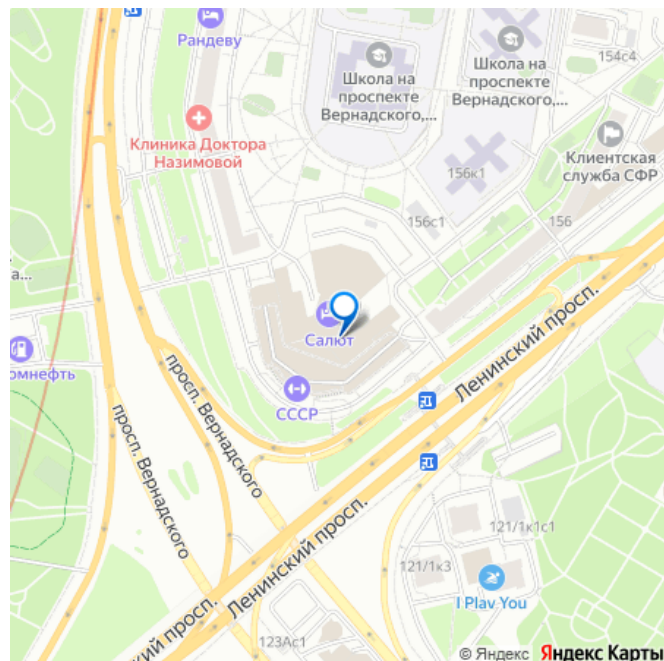 Рандеву
Школа на
проспекте
Вернадского,...
Школа на
проспекте
Вернадского,...
154с4
Клиника Доктора
Назимовой
Клиентская
служба СФР
156к1
156с1
156
а...
Салют
Ленинский просп.
омнефть
СССР
просп. Вернадского
просп. Вернадского
Ленинский просп.
ский просп.
121/1к1с1
121/1к3
I Play You
123Ас1
© Яндекс Яндекс Карты